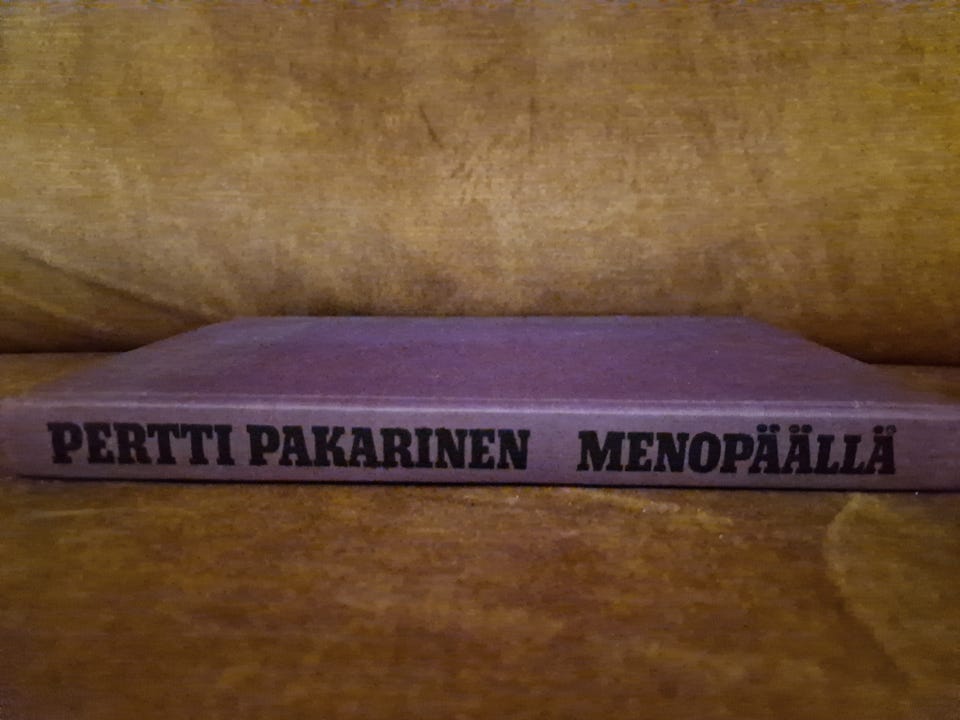 PERTTI PAKARINEN MENOPÄÄLLÄ